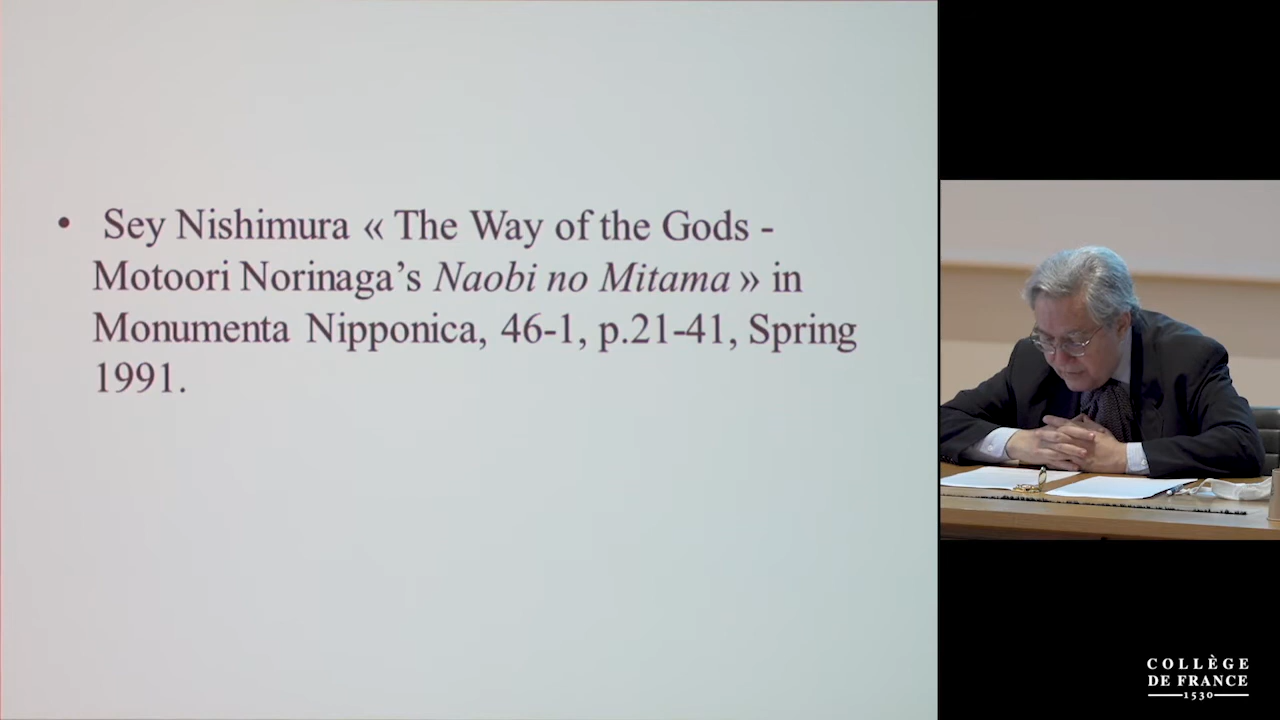 • Sey Nishimura « The Way of the Gods -
Motoori Norinaga’s Naobi no Mitama » in
Monumenta Nipponica, 46-1, p.21-41, Spring
1991.
COLLÈGE
DE FRANCE
1530